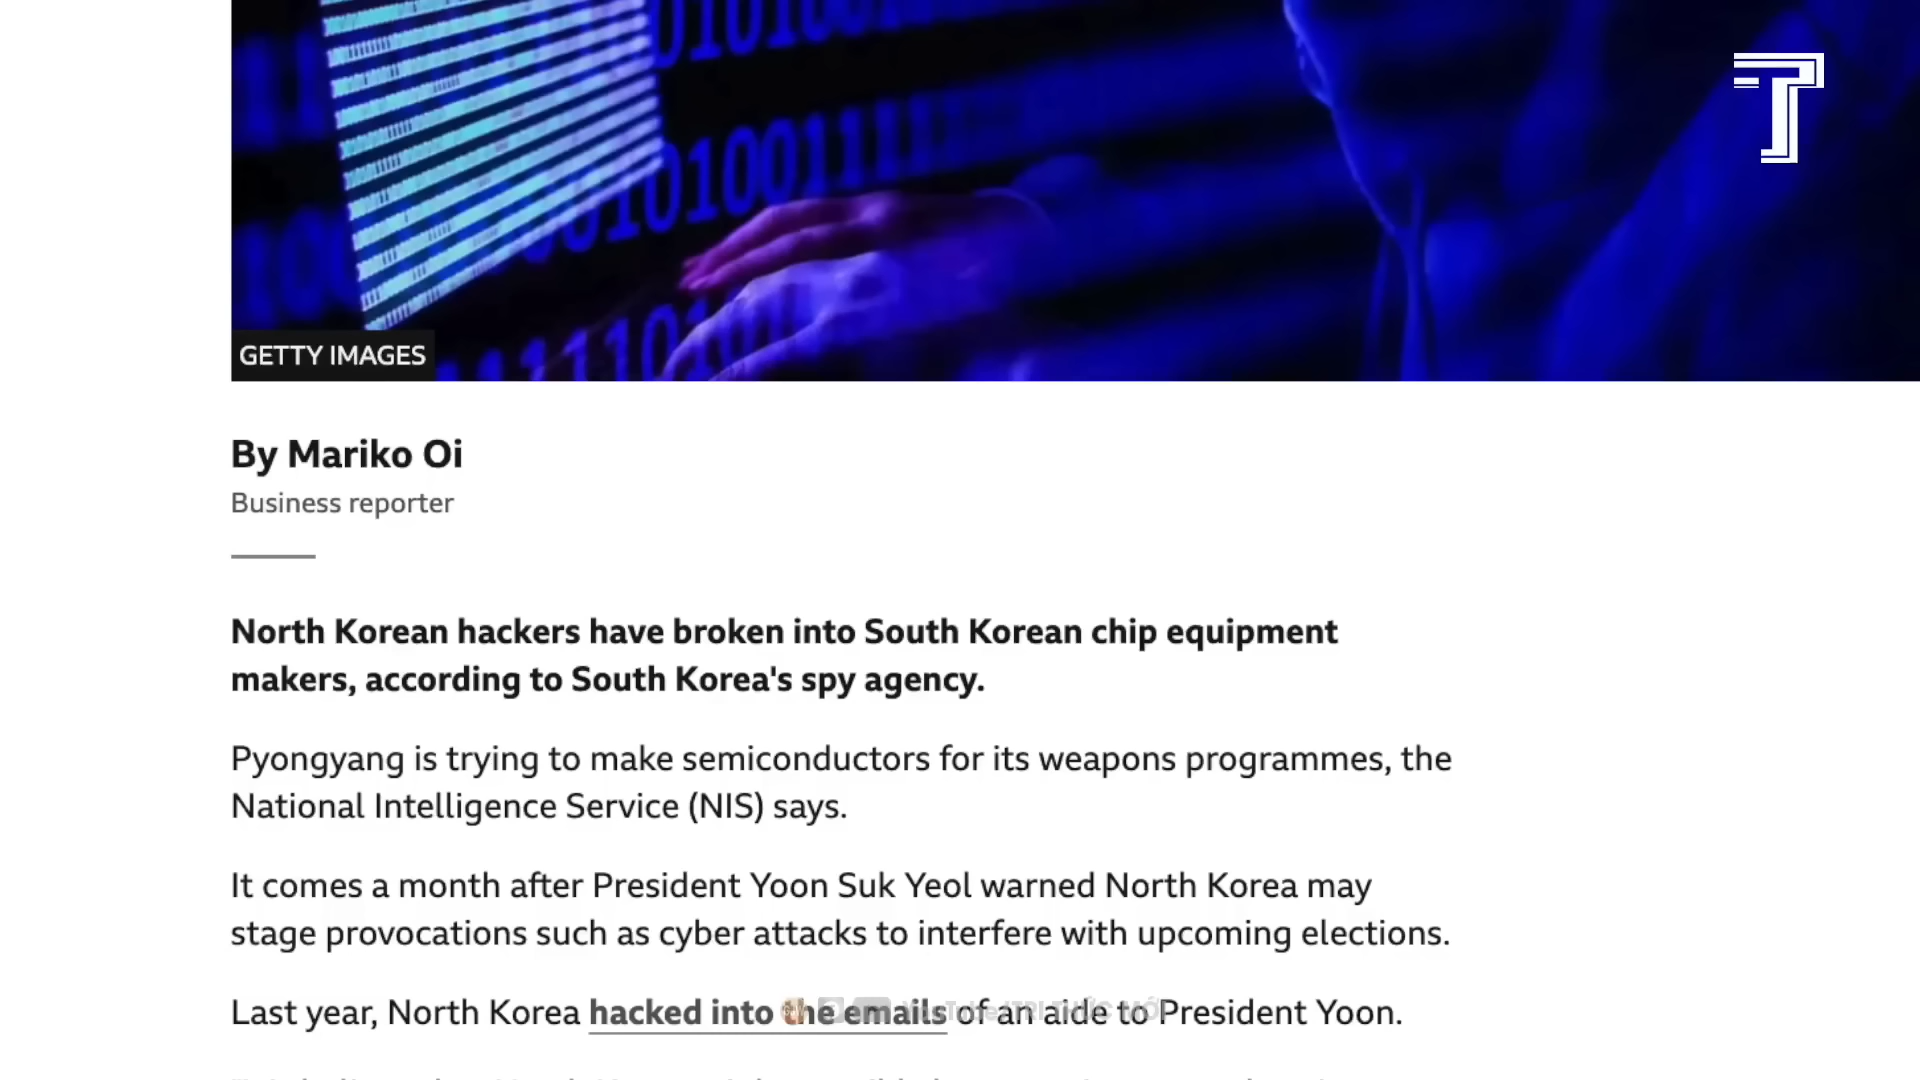 GETTY IMAGES
By Mariko Oi
Business reporter
North Korean hackers have broken into South Korean chip equipment
makers, according to South Korea's spy agency.
Pyongyang is trying to make semiconductors for its weapons programmes, the
National Intelligence Service (NIS) says.
It comes a month after President Yoon Suk Yeol warned North Korea may
stage provocations such as cyber attacks to interfere with upcoming elections.
Last year, North Korea hacked into the emails of an aide to President Yoon.
YouTube/TRI THỨC MỚI